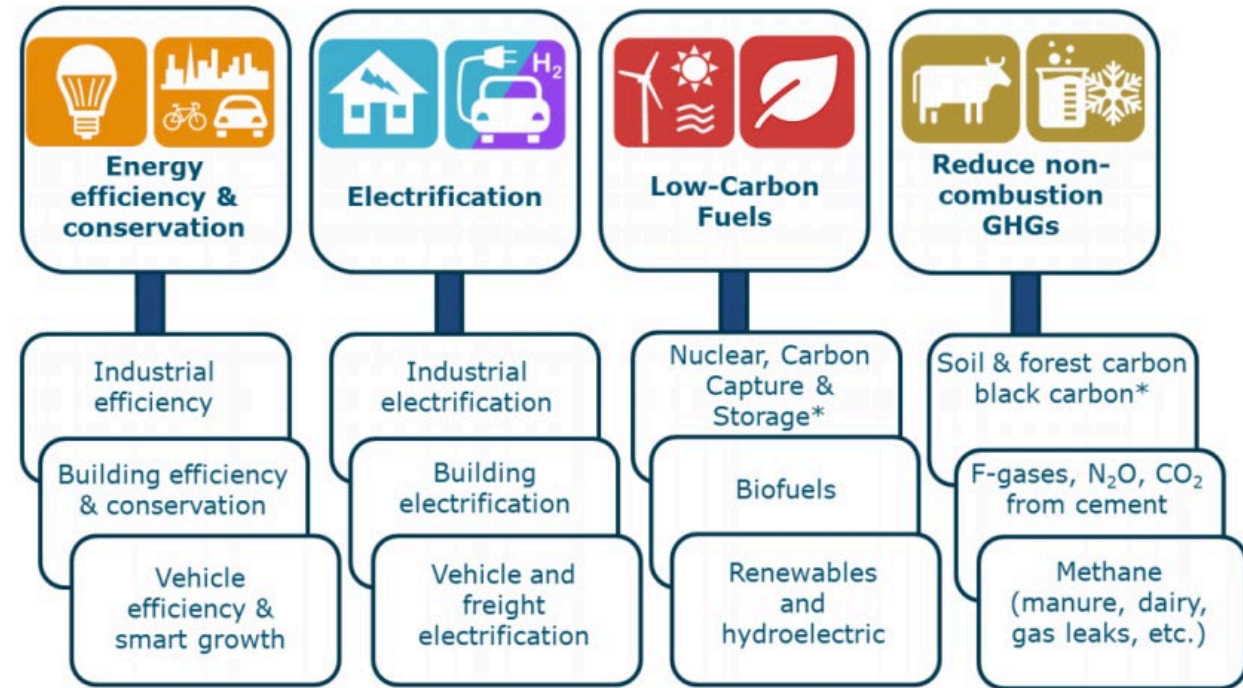 Energy
efficiency &
conservation
Industrial
efficiency
Building efficiency
& conservation
Vehicle
efficiency &
smart growth
H₂
Electrification
Industrial
electrification
Building
electrification
Vehicle and
freight
electrification
Low-Carbon
Fuels
Nuclear, Carbon
Capture &
Storage*
Biofuels
Renewables
and
hydroelectric
Reduce non-
combustion
GHGs
Soil & forest carbon
black carbon*
F-gases, N₂O, CO₂
from cement
Methane
(manure, dairy,
gas leaks, etc.)